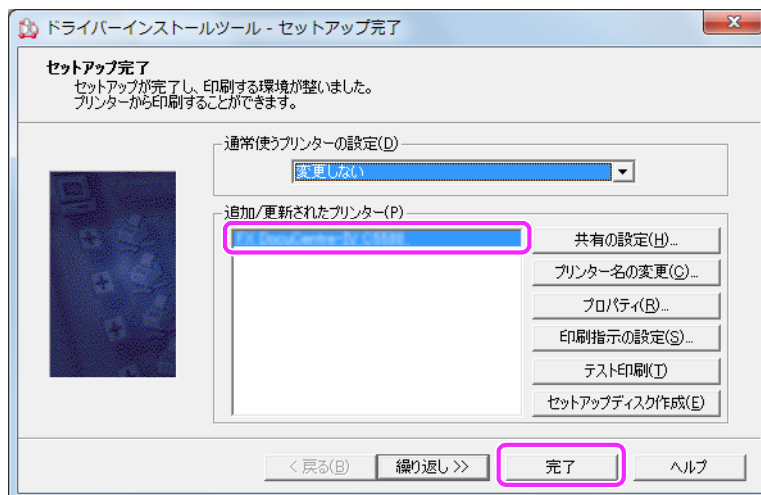 ドライバーインストールツール - セットアップ完了
セットアップ完了
セットアップが完了し、印刷する環境が整いました。
プリンターから印刷することができます。
通常使うプリンターの設定(D)
変更しない
追加/更新されたプリンター(P)
共有の設定(H)...
プリンター名の変更(C)...
プロパティ(R)...
印刷指示の設定(S)...
テスト印刷(T)
セットアップディスク作成(E)
< 戻る(B)
繰り返し >>
完了
ヘルプ